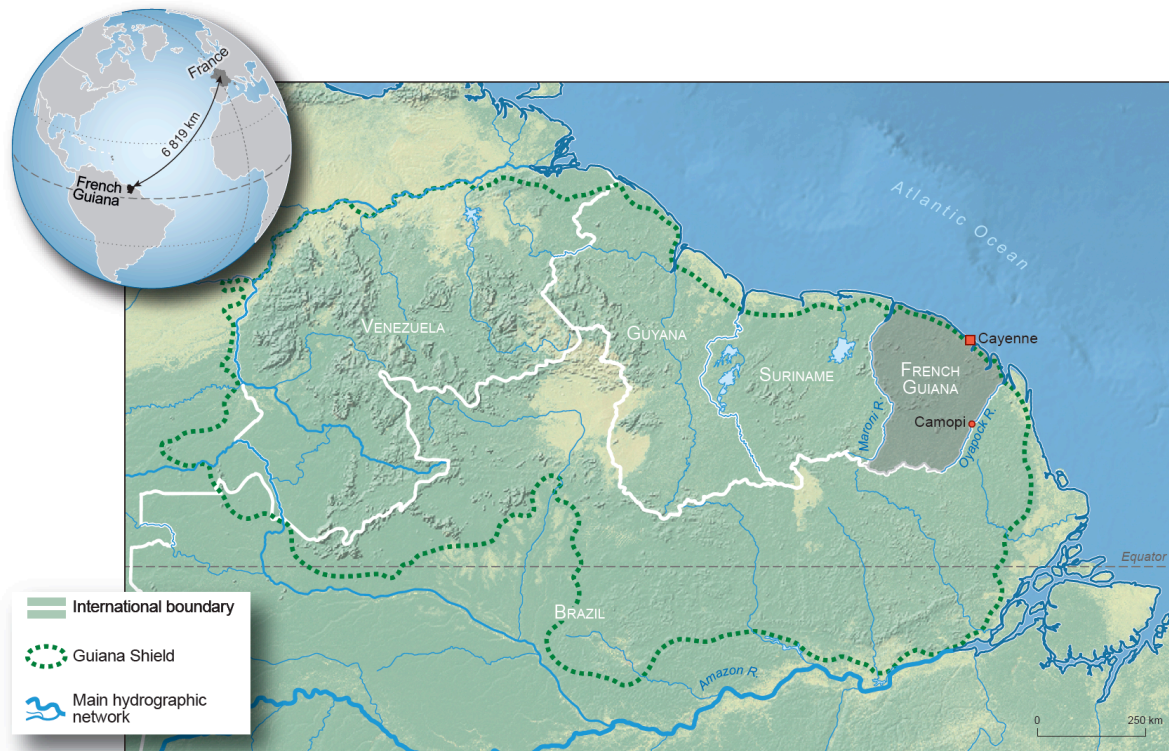 France
6 819 km
French
Guiana
Atlantic Ocean
VENEZUELA
GUYANA
SURINAME
FRENCH
GUIANA
Cayenne
Camopi
Maroni R.
Oyapock R.
Equator
BRAZIL
Amazon R.
International boundary
Guiana Shield
Main hydrographic
network
0 250 km